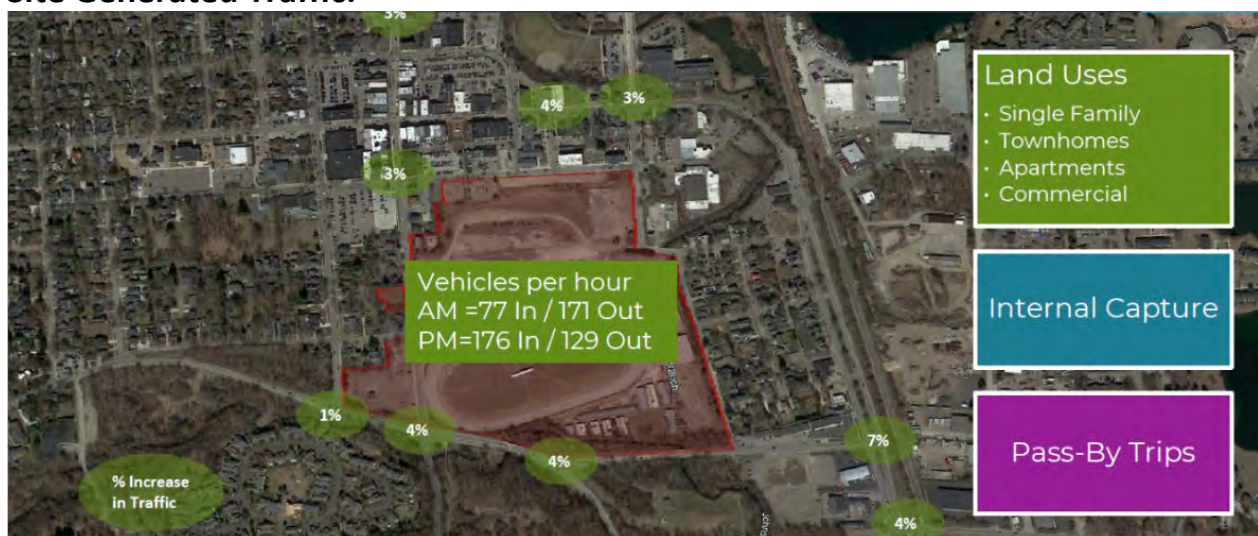 Site Generated Traffic:
3%
4%
3%
3%
Land Uses
• Single Family
• Townhomes
• Apartments
• Commercial
Vehicles per hour
AM =77 In / 171 Out
PM=176 In / 129 Out
Internal Capture
1%
4%
4%
7%
Pass-By Trips
% Increase
in Traffic
4%